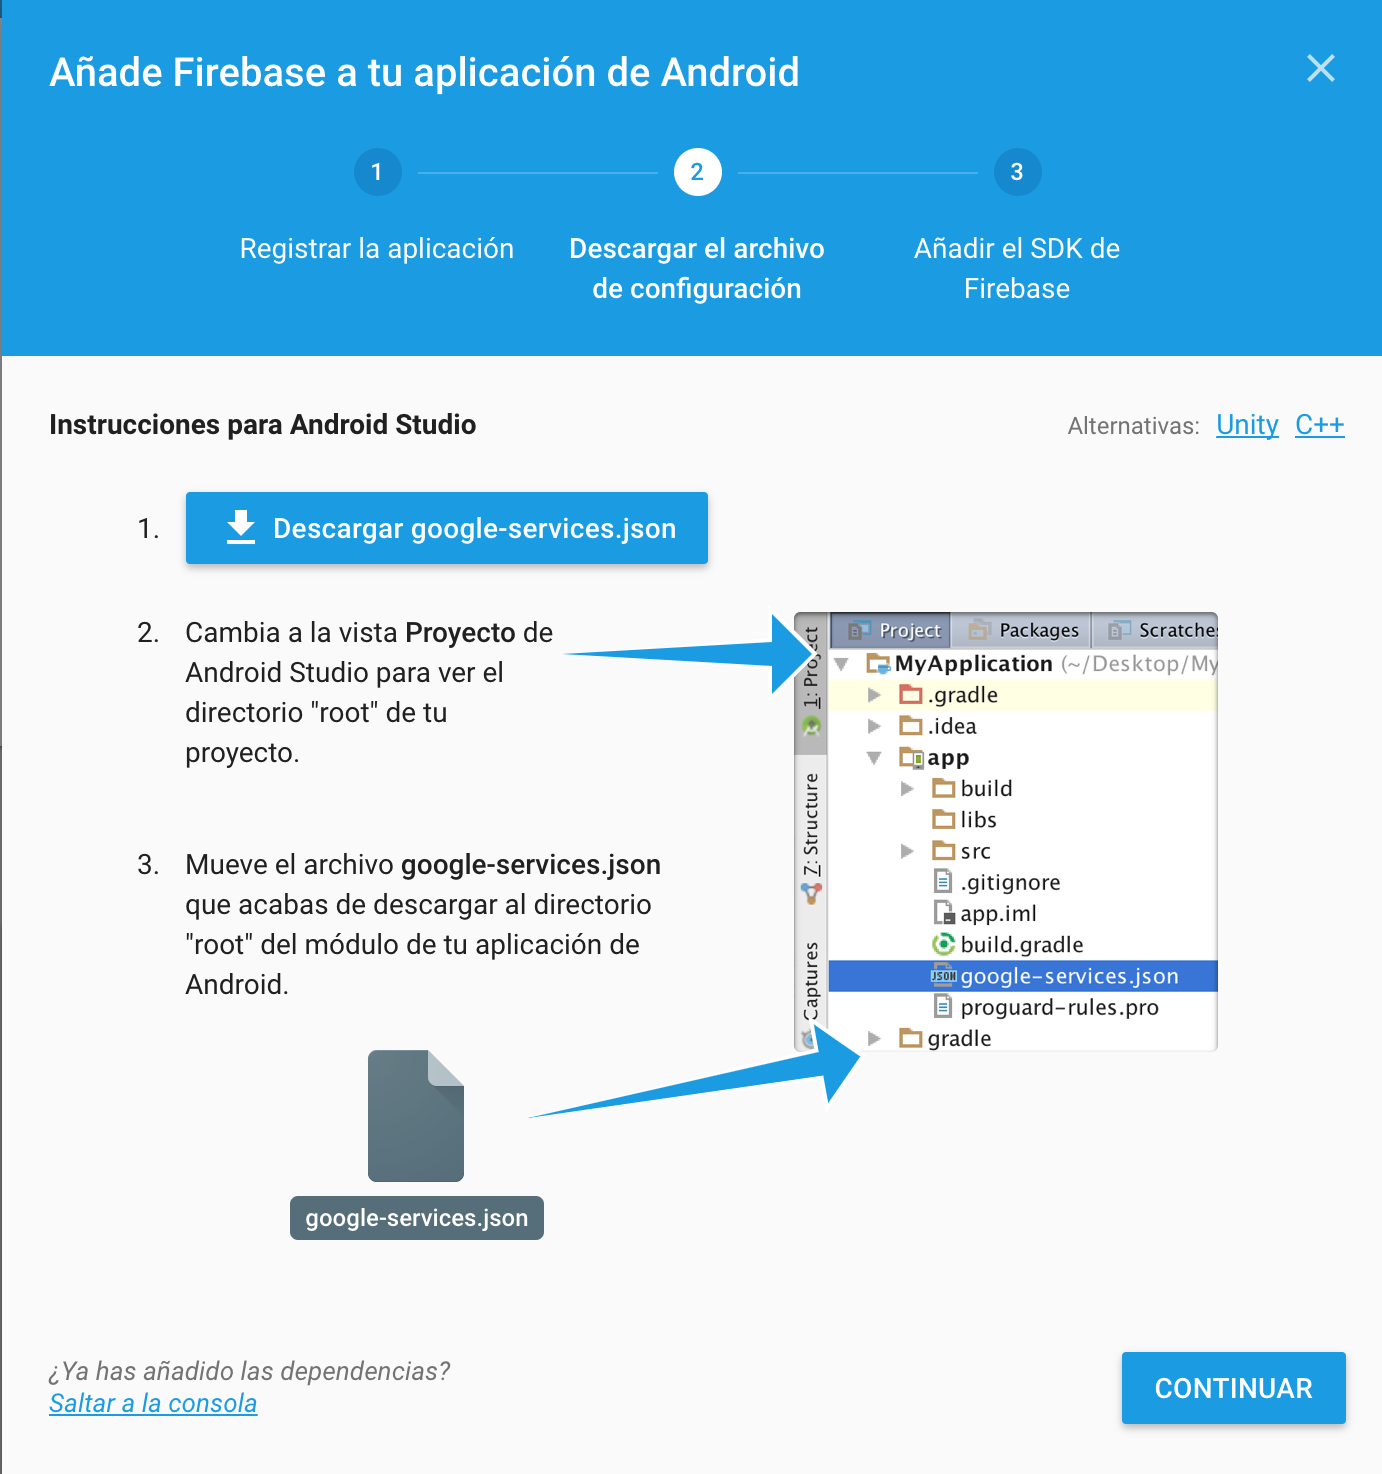 Añade Firebase a tu aplicación de Android
1
2
3
Registrar la aplicación
Descargar el archivo
de configuración
Añadir el SDK de
Firebase
Instrucciones para Android Studio
Alternativas: Unity C++
1. Descargar google-services.json
2. Cambia a la vista Proyecto de
Android Studio para ver el
directorio "root" de tu
proyecto.
3. Mueve el archivo google-services.json
que acabas de descargar al directorio
"root" del módulo de tu aplicación de
Android.
google-services.json
1: Project
7: Structure
Captures
Project Packages Scratches
MyApplication (~/Desktop/My
.gradle
.idea
app
build
libs
src
.gitignore
app.iml
build.gradle
JSON google-services.json
proguard-rules.pro
gradle
¿Ya has añadido las dependencias?
Saltar a la consola
CONTINUAR